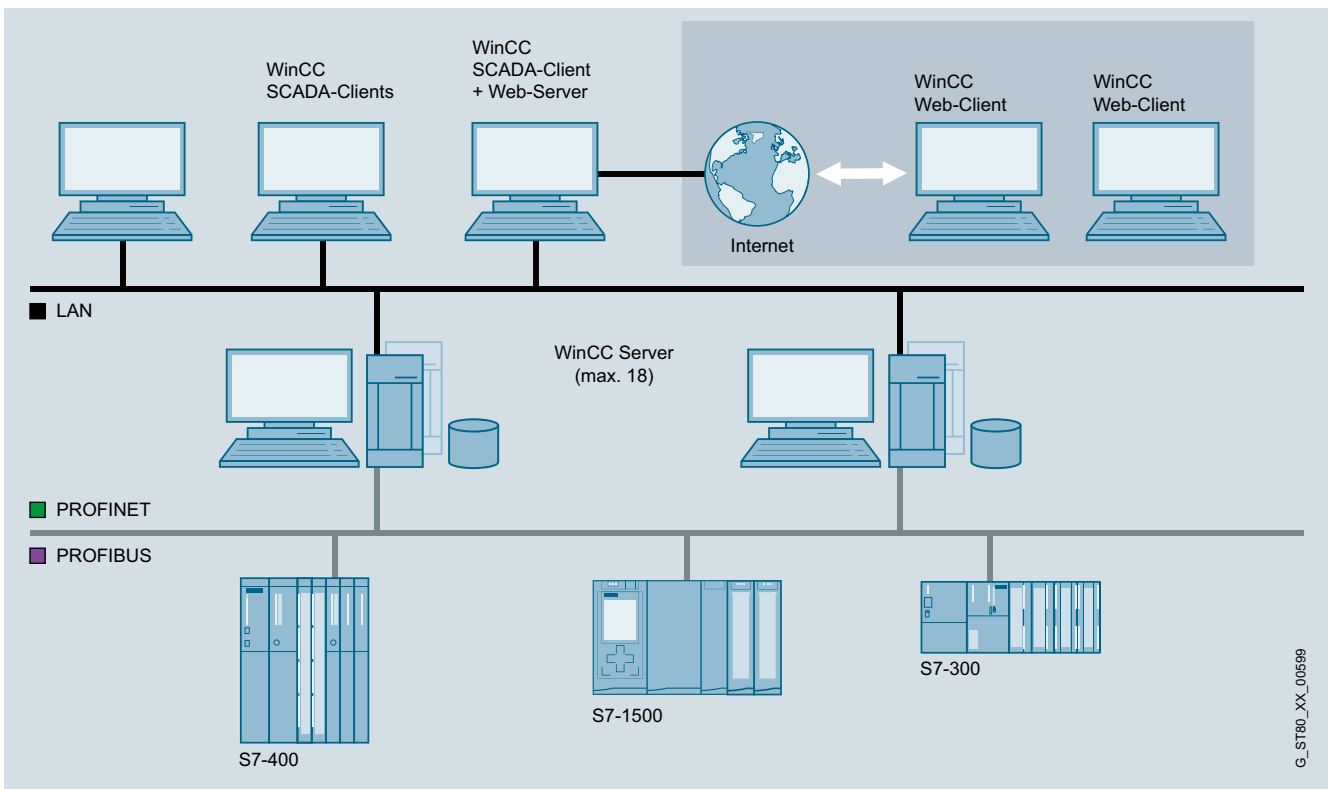 WinCC
SCADA-Clients
WinCC
SCADA-Client
+ Web-Server
WinCC
Web-Client
WinCC
Web-Client
Internet
LAN
WinCC Server
(max. 18)
PROFINET
PROFIBUS
S7-400
S7-1500
S7-300
G_ST80_XX_00599